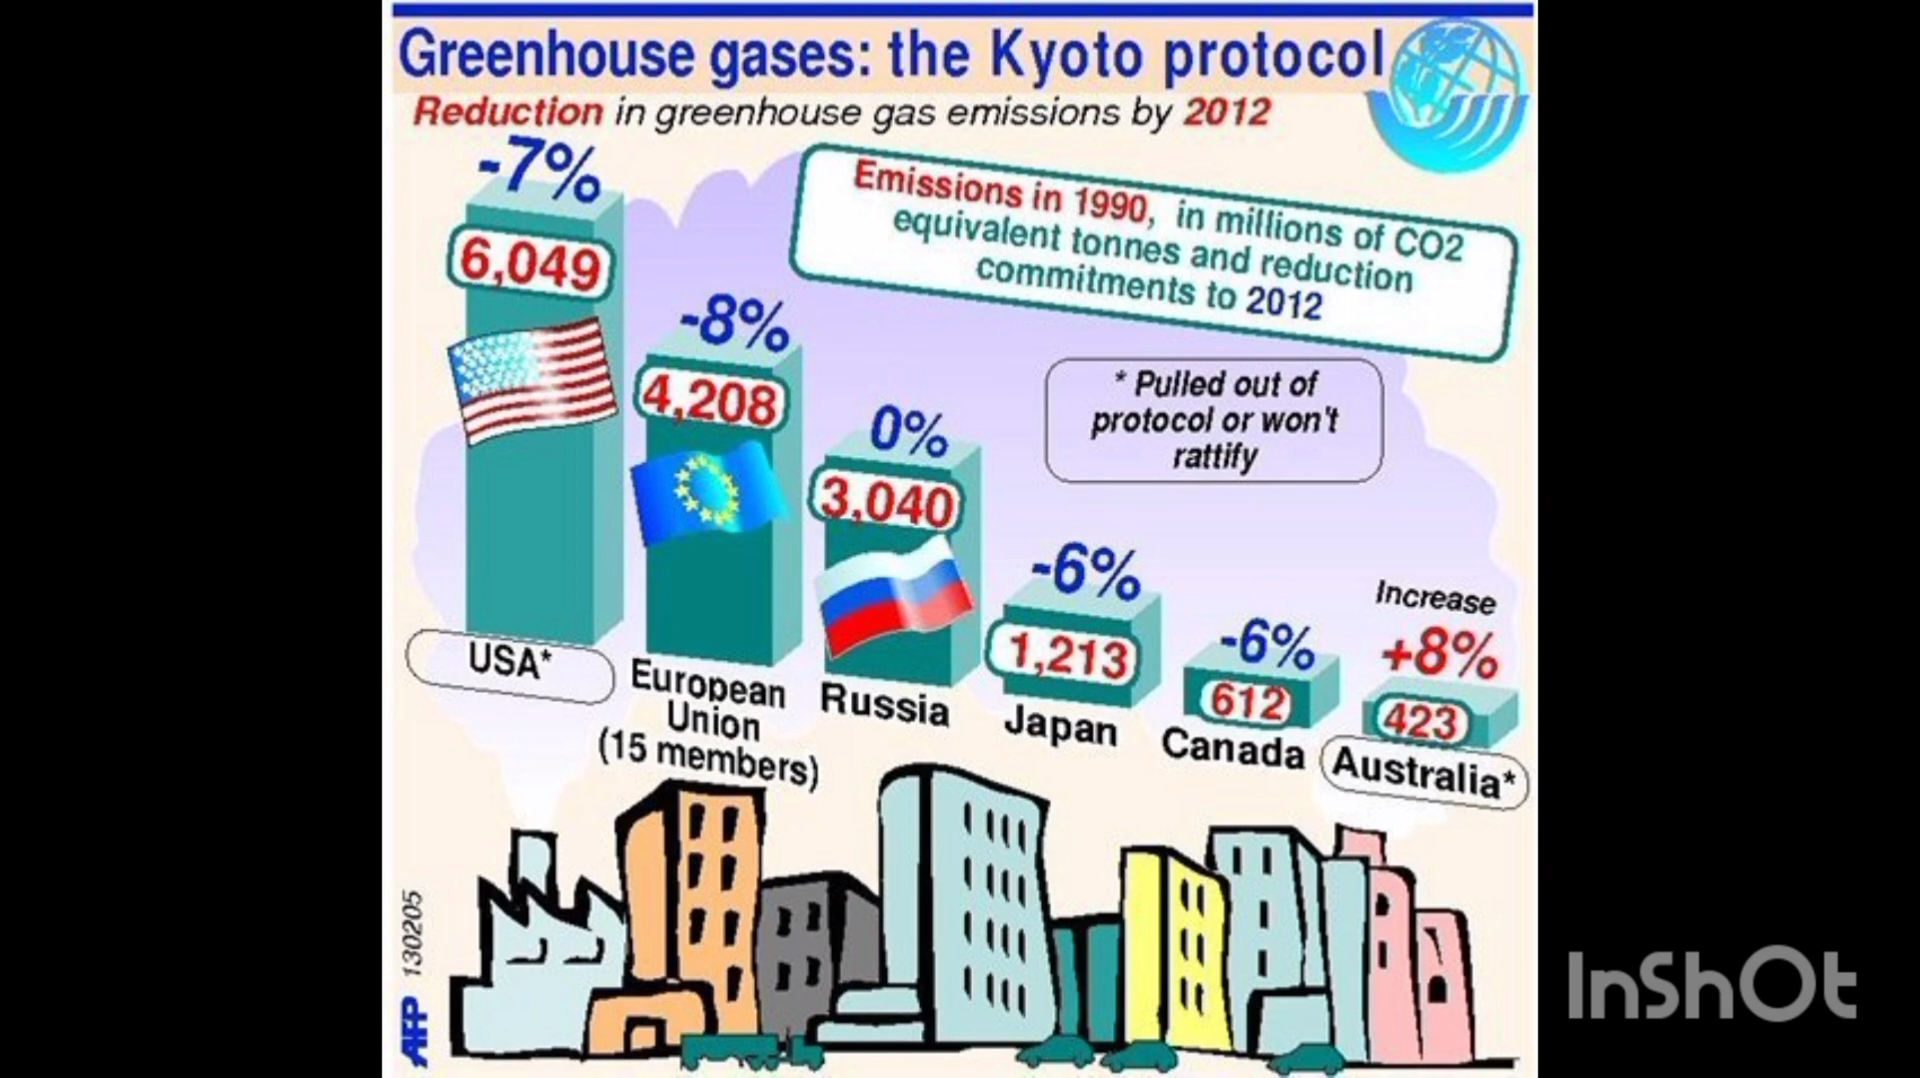 Greenhouse gases: the Kyoto protocol
Reduction in greenhouse gas emissions by 2012
Emissions in 1990, in millions of CO2
equivalent tonnes and reduction
commitments to 2012
* Pulled out of
protocol or won't
rattify
-7%
6,049
USA*
-8%
4,208
European
Union
(15 members)
0%
3,040
Russia
-6%
1,213
Japan
-6%
612
Canada
Increase
+8%
423
Australia*
AFP 130205
InShOt